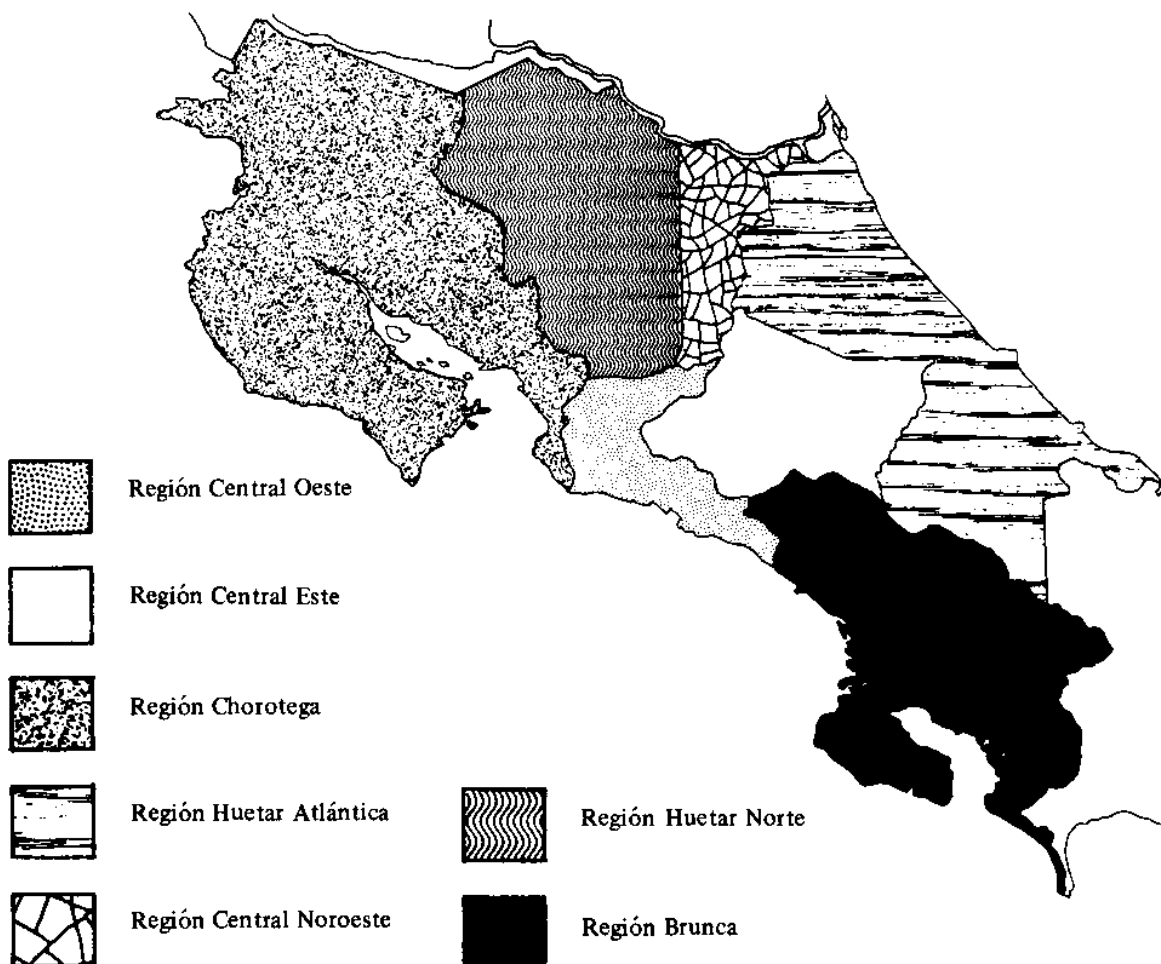 Región Central Oeste
Región Central Este
Región Chorotega
Región Huetar Atlántica
Región Central Noroeste
Región Huetar Norte
Región Brunca